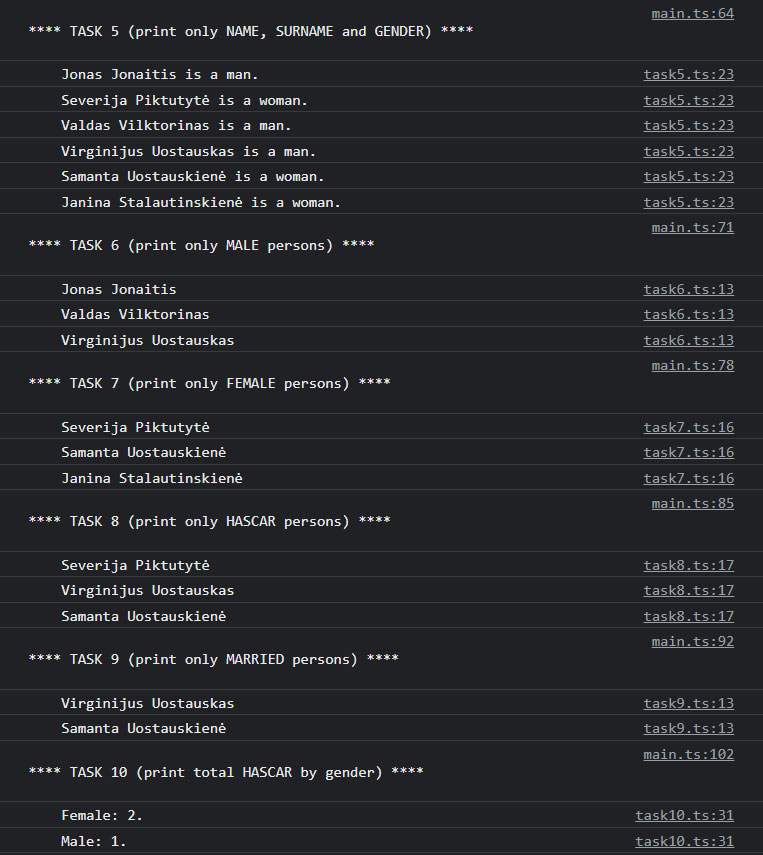 main.ts:64
**** TASK 5 (print only NAME, SURNAME and GENDER) ****
Jonas Jonaitis is a man. task5.ts:23
Severija Piktutytė is a woman. task5.ts:23
Valdas Vilktorinas is a man. task5.ts:23
Virginijus Uostauskas is a man. task5.ts:23
Samanta Uostauskienė is a woman. task5.ts:23
Janina Stalautinskienė is a woman. task5.ts:23
main.ts:71
**** TASK 6 (print only MALE persons) ****
Jonas Jonaitis task6.ts:13
Valdas Vilktorinas task6.ts:13
Virginijus Uostauskas task6.ts:13
main.ts:78
**** TASK 7 (print only FEMALE persons) ****
Severija Piktutytė task7.ts:16
Samanta Uostauskienė task7.ts:16
Janina Stalautinskienė task7.ts:16
main.ts:85
**** TASK 8 (print only HASCAR persons) ****
Severija Piktutytė task8.ts:17
Virginijus Uostauskas task8.ts:17
Samanta Uostauskienė task8.ts:17
main.ts:92
**** TASK 9 (print only MARRIED persons) ****
Virginijus Uostauskas task9.ts:13
Samanta Uostauskienė task9.ts:13
main.ts:102
**** TASK 10 (print total HASCAR by gender) ****
Female: 2. task10.ts:31
Male: 1. task10.ts:31